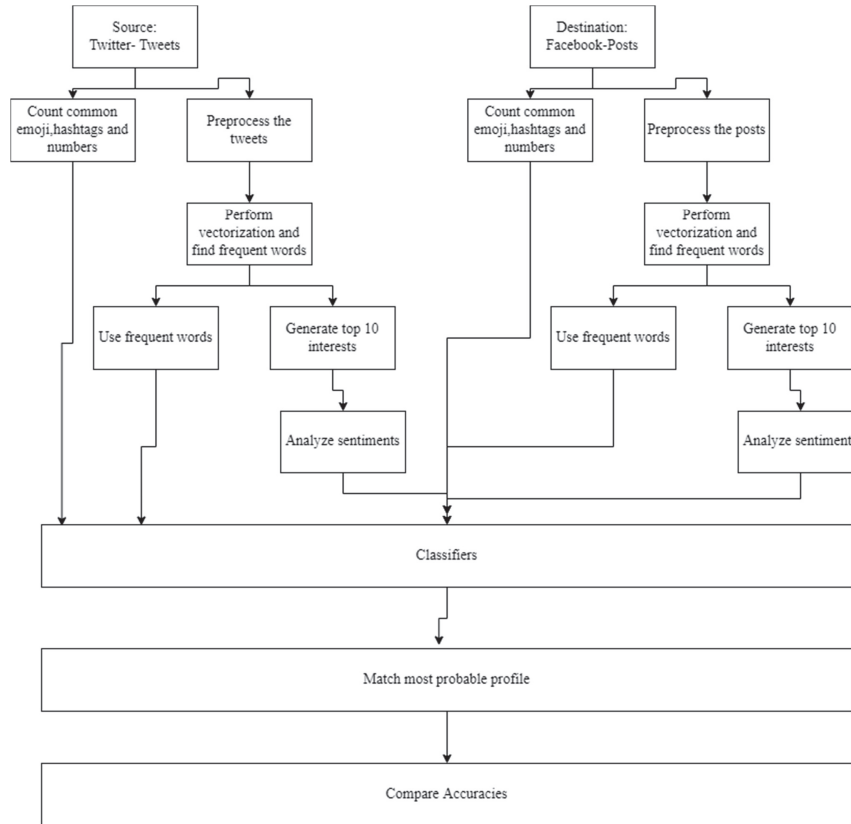 Source:
Twitter- Tweets
Destination:
Facebook-Posts
Count common
emoji,hashtags and
numbers
Preprocess the
tweets
Count common
emoji,hashtags and
numbers
Preprocess the posts
Perform
vectorization and
find frequent words
Perform
vectorization and
find frequent words
Use frequent words
Generate top 10
interests
Use frequent words
Generate top 10
interests
Analyze sentiments
Analyze sentiment
Classifiers
Match most probable profile
Compare Accuracies